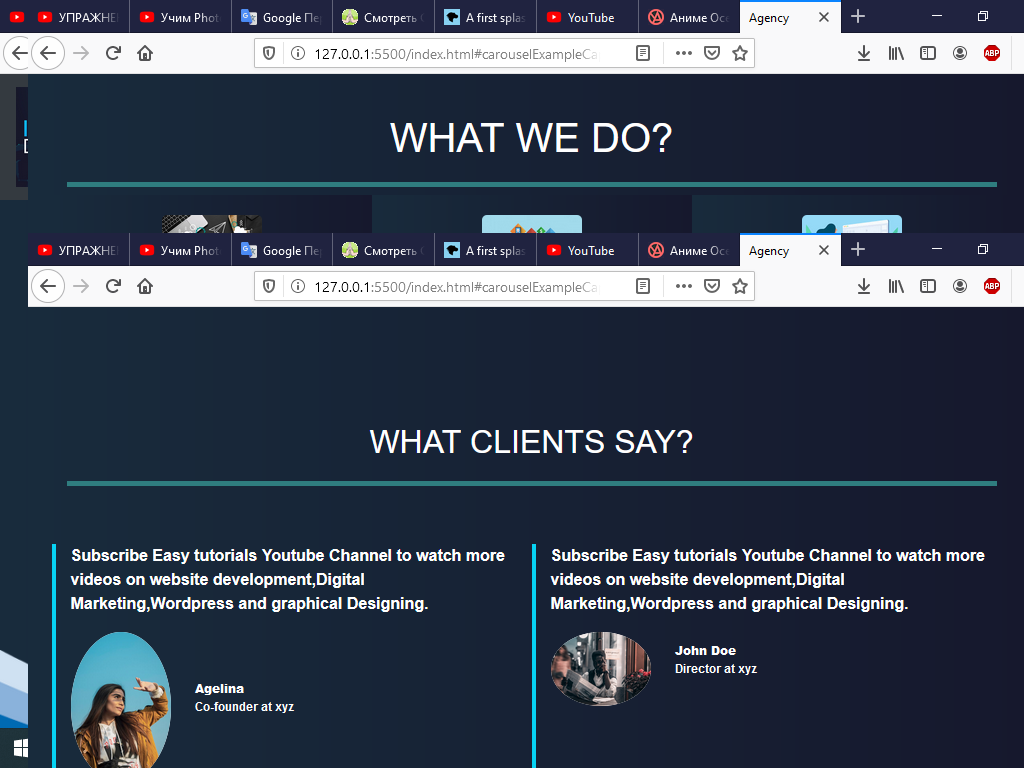 УПРАЖНЕ
Учим Phot
Google Пе
Смотреть
A first splas
YouTube
Аниме Осе
Agency
127.0.0.1:5500/index.html#carouselExampleCa
ABP
WHAT WE DO?
УПРАЖНЕ
Учим Phot
Google Пе
Смотреть
A first splas
YouTube
Аниме Осе
Agency
127.0.0.1:5500/index.html#carouselExampleCa
ABP
WHAT CLIENTS SAY?
Subscribe Easy tutorials Youtube Channel to watch more
videos on website development,Digital
Marketing,Wordpress and graphical Designing.
Agelina
Co-founder at xyz
Subscribe Easy tutorials Youtube Channel to watch more
videos on website development,Digital
Marketing,Wordpress and graphical Designing.
John Doe
Director at xyz